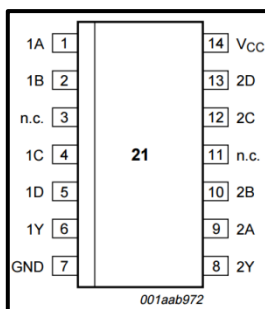 1A 1 14 VCC
1B 2 13 2D
n.c. 3 12 2C
1C 4 21 11 n.c.
1D 5 10 2B
1Y 6 9 2A
GND 7 8 2Y
001aab972